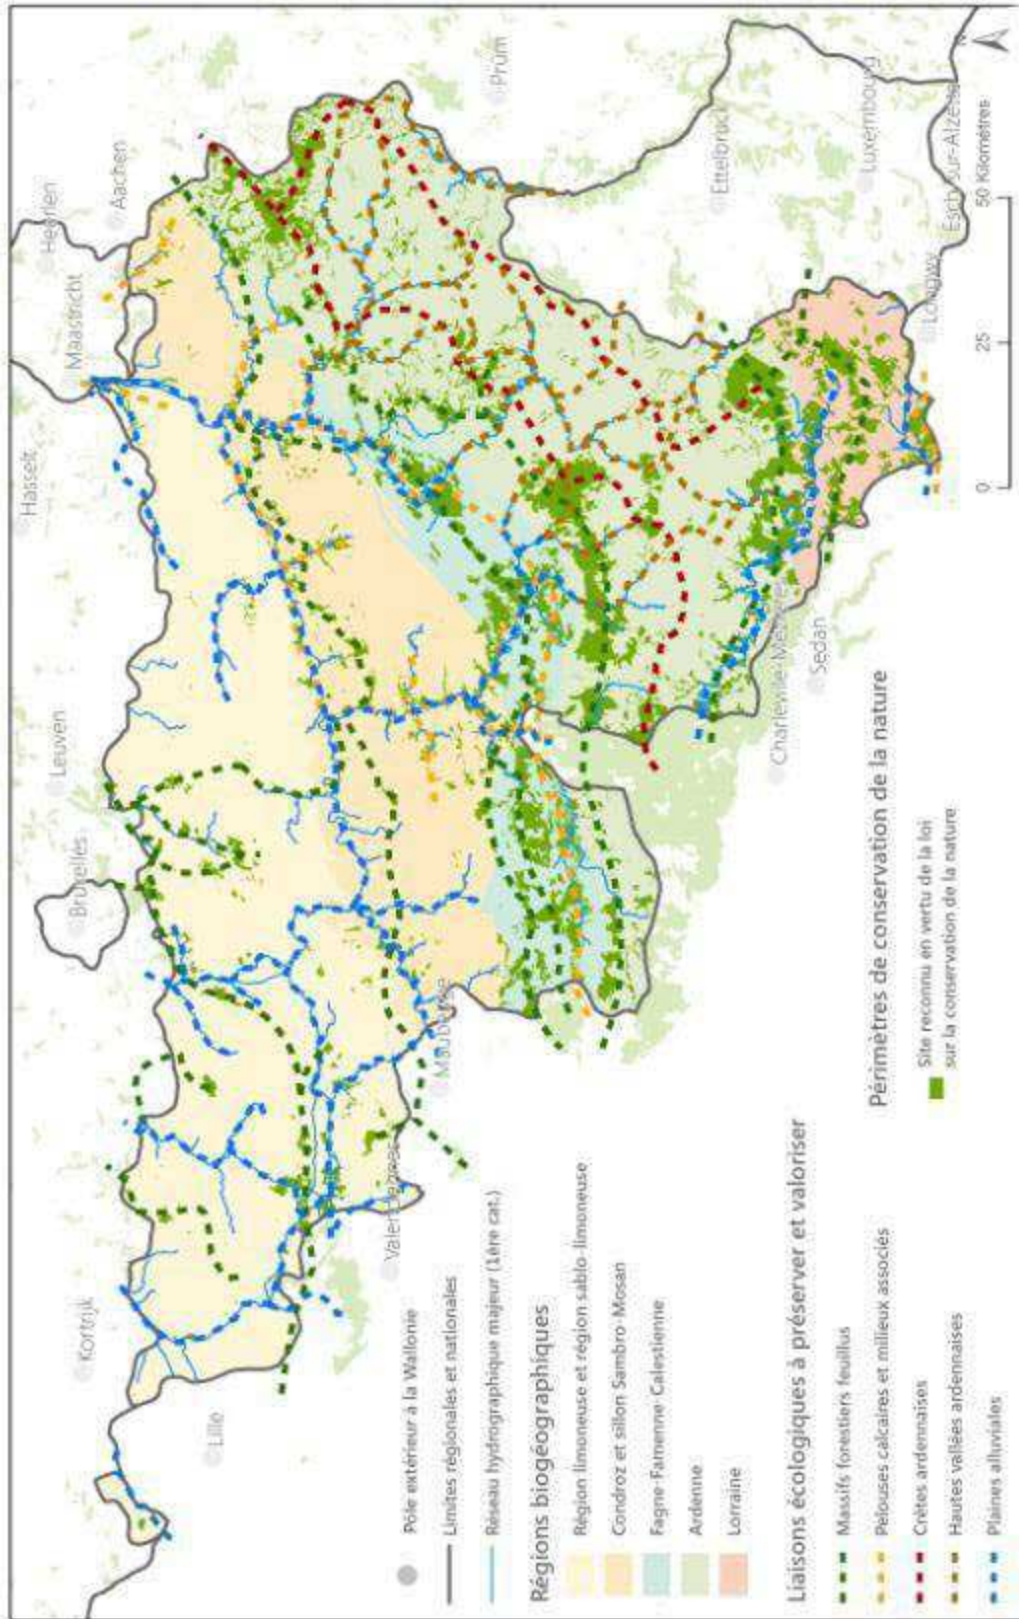 Hasselt
Maastricht
Heerlen
Aachen
Prüm
Kortrijk
Bruxelles
Leuven
Lille
Valenciennes
Maubeuge
Charleville-Mézières
Sedan
Ettelbruck
Luxembourg
Esch-sur-Alzette
Longwy
N
0 25 50 Kilomètres
Pôle extérieur à la Wallonie
Limites régionales et nationales
Réseau hydrographique majeur (1ère cat.)
Régions biogéographiques
Région limoneuse et région sablo-limoneuse
Condroz et sillon Sambro-Mosan
Fagne-Famenne-Calestienne
Ardenne
Lorraine
Liaisons écologiques à préserver et valoriser
Massifs forestiers feuillus
Pelouses calcaires et milieux associés
Crêtes ardennaises
Hautes vallées ardennaises
Plaines alluviales
Périmètres de conservation de la nature
Site reconnu en vertu de la loi
sur la conservation de la nature